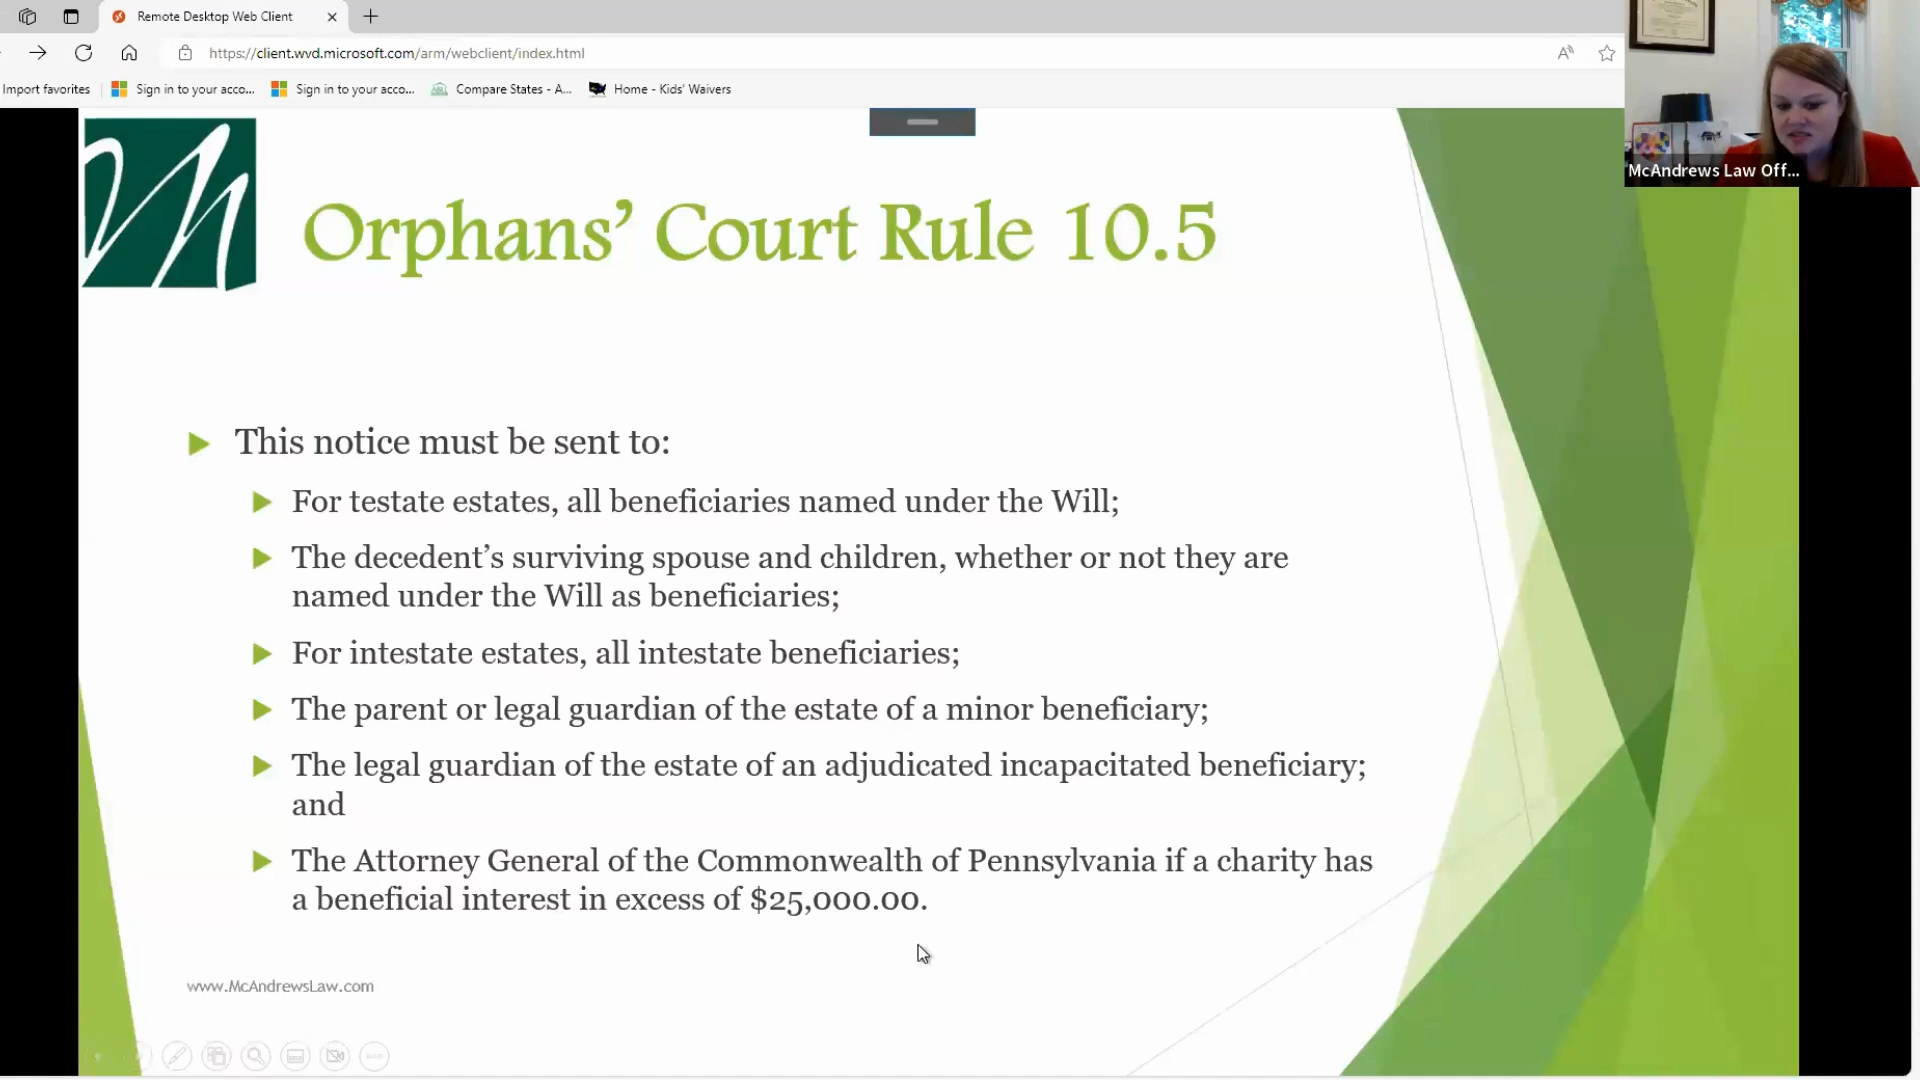 Remote Desktop Web Client
https://client.wvd.microsoft.com/arm/webclient/index.html
Import favorites
Sign in to your acco...
Sign in to your acco...
Compare States - A...
Home - Kids' Waivers
McAndrews Law Off...
Orphans’ Court Rule 10.5
This notice must be sent to:
For testate estates, all beneficiaries named under the Will;
The decedent’s surviving spouse and children, whether or not they are
named under the Will as beneficiaries;
For intestate estates, all intestate beneficiaries;
The parent or legal guardian of the estate of a minor beneficiary;
The legal guardian of the estate of an adjudicated incapacitated beneficiary;
and
The Attorney General of the Commonwealth of Pennsylvania if a charity has
a beneficial interest in excess of $25,000.00.
www.McAndrewsLaw.com